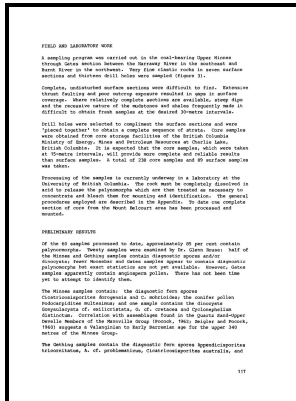 FIELD AND LABORATORY WORK
A sampling program was carried out in the coal-bearing Upper Minnes
through Gates section between the Narraway River in the southeast and
Burnt River in the northwest. Very fine clastic rocks in seven surface
sections and thirteen drill holes were sampled (Figure 3).
Complete, undisturbed surface sections were difficult to find. Extensive
thrust faulting and poor outcrop exposure resulted in gaps in surface
coverage. Where relatively complete sections are available, steep dips
and the recessive nature of the mudstones and shales frequently made it
difficult to obtain fresh samples at the desired 30-metre intervals.
Drill holes were selected to compliment the surface sections and were
'pieced together' to obtain a complete sequence of strata. Core samples
were obtained from core storage facilities of the British Columbia
Ministry of Energy, Mines and Petroleum Resources at Charlie Lake,
British Columbia. It is expected that the core samples, which were taken
at 15-metre intervals, will provide more complete and reliable results
than surface samples. A total of 238 core samples and 89 surface samples
was taken.
Processing of the samples is currently underway in a laboratory at the
University of British Columbia. The rock must be completely dissolved in
acid to release the palynomorphs which are then treated as necessary to
concentrate and bleach them for mounting and identification. The general
procedures employed are described in the Appendix. To date one complete
section of core from the Mount Belcourt area has been processed and
mounted.
PRELIMINARY RESULTS
Of the 60 samples processed to date, approximately 85 per cent contain
palynomorphs. Twenty samples were examined by Dr. Glenn Rouse: half of
the Minnes and Gething samples contain diagnostic spores and/or
dinocysts; fewer Moosebar and Gates samples appear to contain diagnostic
palynomorphs but exact statistics are not yet available. However, Gates
samples apparently contain angiosperm pollen. There has not been time
yet to attempt to identify them.
The Minnes samples contain: the diagnostic fern spores
Cicatricosisporites dorogensis and C. mohrioides; the conifer pollen
Podocarpidites multesimus; and one sample contains the dinocysts
Gonyaulacysta cf. exilicristata, G. cf. cretacea and Cyclonephelium
distinctum. Correlation with assemblages found in the Quartz Sand-Upper
Deville Members of the Mannville Group (Pocock, 1962; Zeigler and Pocock,
1960) suggests a Valanginian to Early Barremian age for the upper 340
metres of the Minnes Group.
The Gething samples contain the diagnostic fern spores Appendicisporites
tricornitatus, A. cf. problematicus, Cicatricosisporites australis, and
117